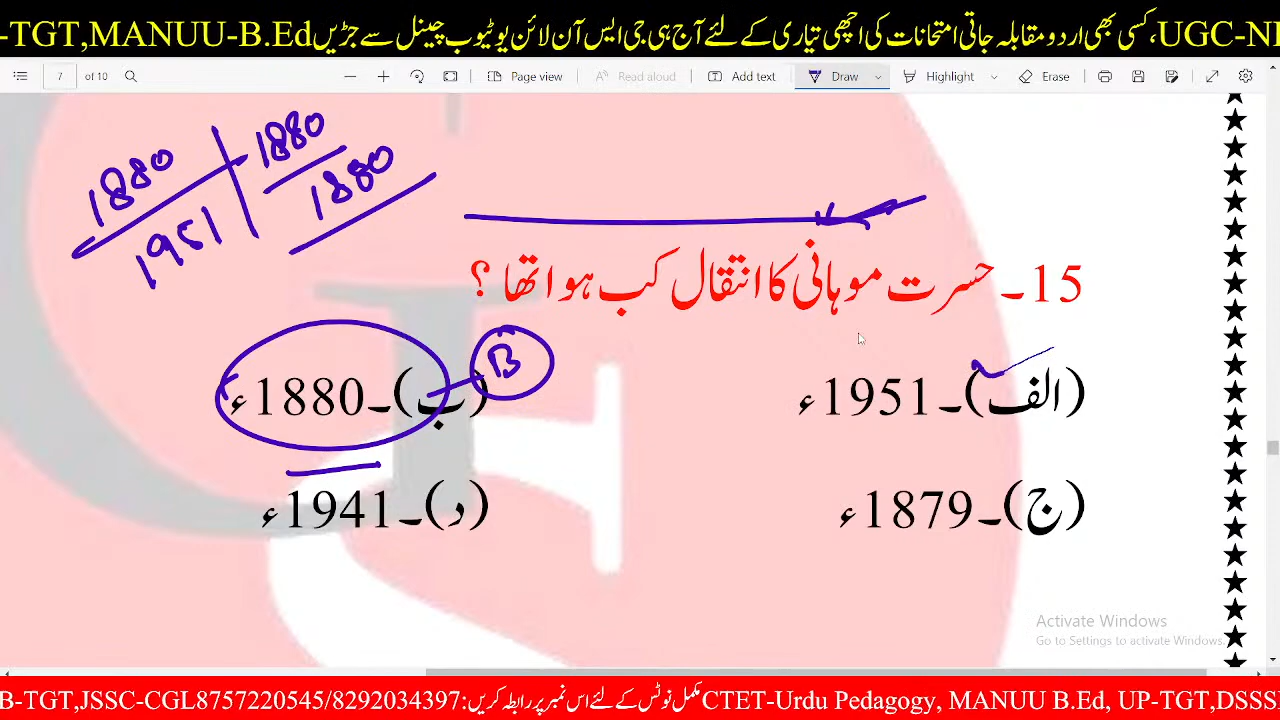 -TGT,MANUU-B.Ed UGC-NE، کسی بھی اردو مقابلہ جاتی امتحانات کی اچھی تیاری کے لئے آج ہی جی ایس آن لائن یوٹیوب چینل سے جڑیں
7 of 10 Page view Read aloud Add text Draw Highlight Erase
1880 1880
1951 1880
15۔ حسرت موہانی کا انتقال کب ہوا تھا ؟
(الف)۔1951ء (ب)۔1880ء B
(ج)۔1879ء (د)۔1941ء
Activate Windows
Go to Settings to activate Windows.
B-TGT,JSSC-CGL8757220545/8292034397:مکمل نوٹس کے لئے اس نمبر پر رابطہ کریں CTET-Urdu Pedagogy, MANUU B.Ed, UP-TGT,DSSS